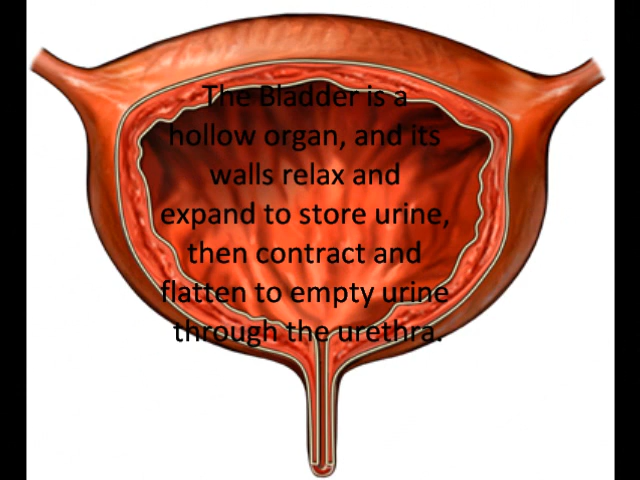 The Bladder is a
hollow organ, and its
walls relax and
expand to store urine,
then contract and
flatten to empty urine
through the urethra.